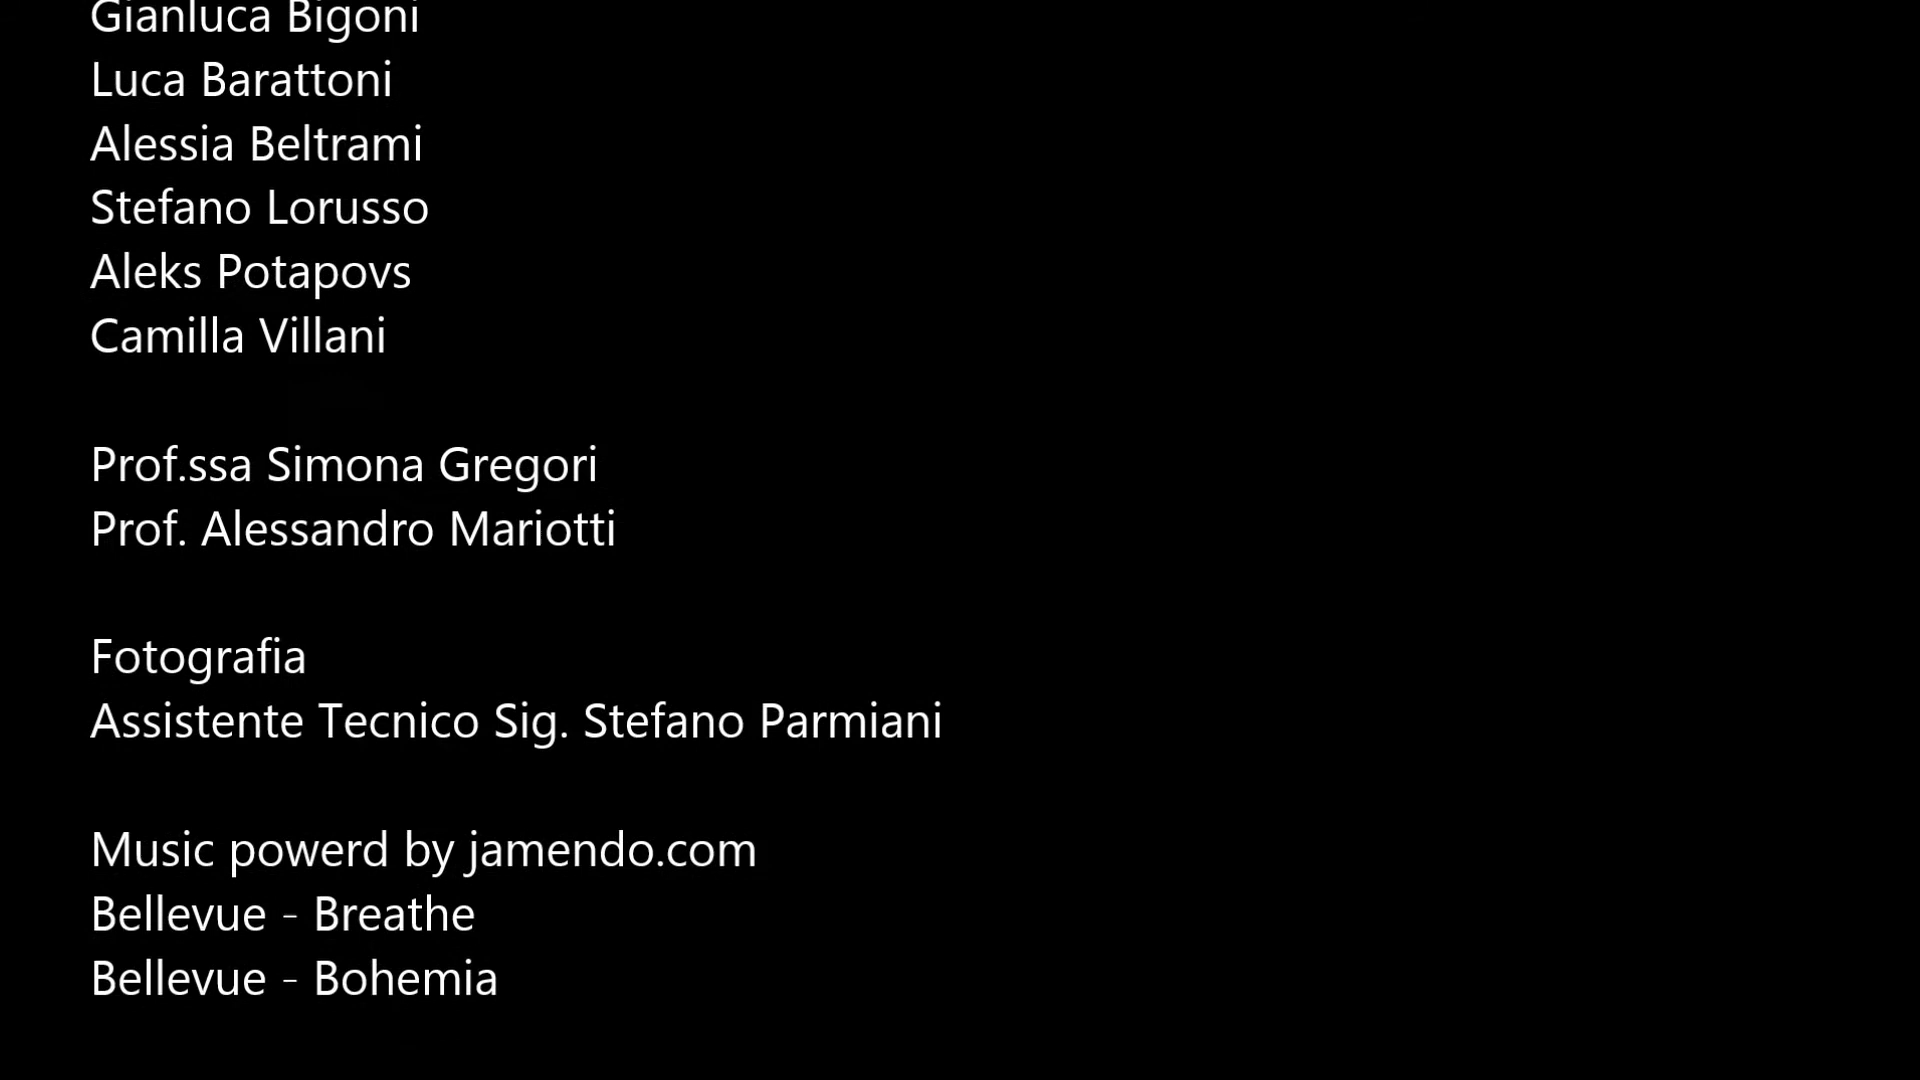 Gianluca Bigoni
Luca Barattoni
Alessia Beltrami
Stefano Lorusso
Aleks Potapovs
Camilla Villani
Prof.ssa Simona Gregori
Prof. Alessandro Mariotti
Fotografia
Assistente Tecnico Sig. Stefano Parmiani
Music powerd by jamendo.com
Bellevue - Breathe
Bellevue - Bohemia